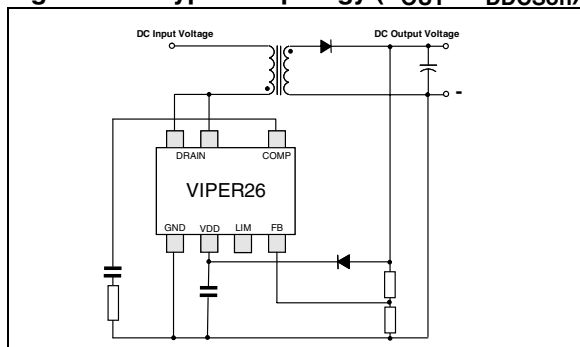 DC Input Voltage
DC Output Voltage
-
DRAIN
COMP
VIPER26
GND
VDD
LIM
FB